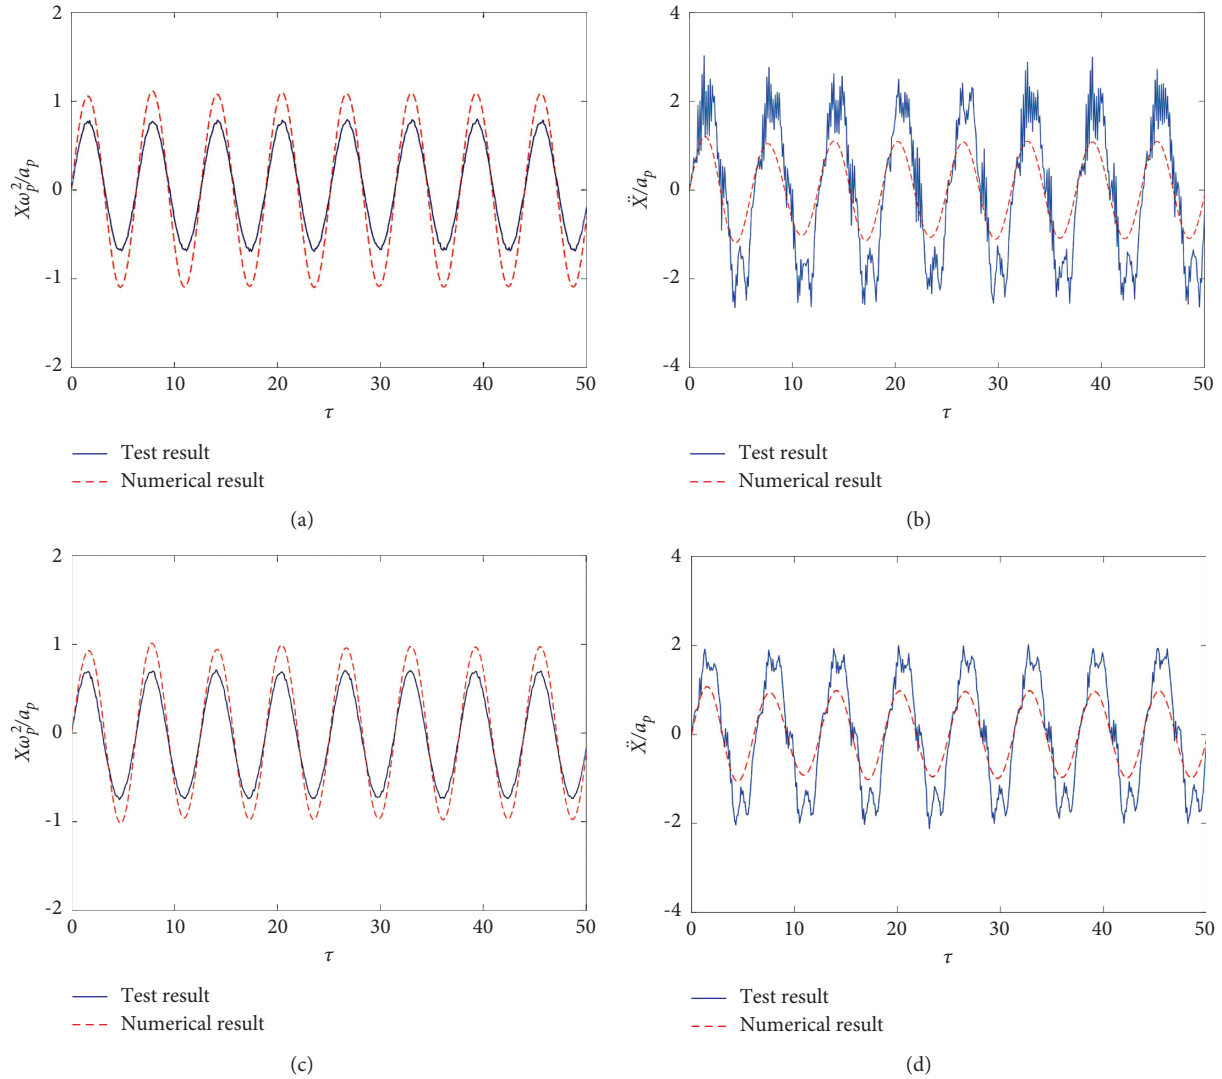 2
1
0
-1
-2
Xω_p^2/a_p
0 10 20 30 40 50
τ
Test result
Numerical result
(a)
4
2
0
-2
-4
Ẍ/a_p
0 10 20 30 40 50
τ
Test result
Numerical result
(b)
2
1
0
-1
-2
Xω_p^2/a_p
0 10 20 30 40 50
τ
Test result
Numerical result
(c)
4
2
0
-2
-4
Ẍ/a_p
0 10 20 30 40 50
τ
Test result
Numerical result
(d)